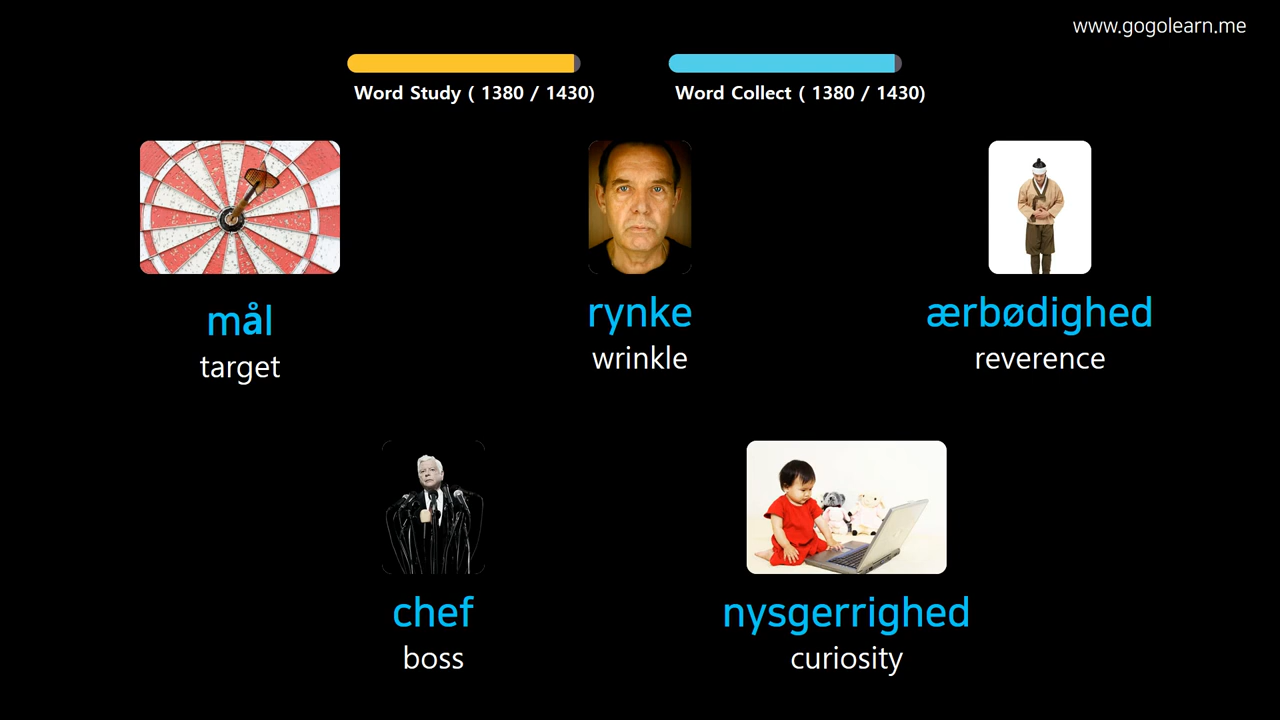 www.gogolearn.me
Word Study ( 1380 / 1430)
Word Collect ( 1380 / 1430)
mål
target
rynke
wrinkle
ærbødighed
reverence
chef
boss
nysgerrighed
curiosity